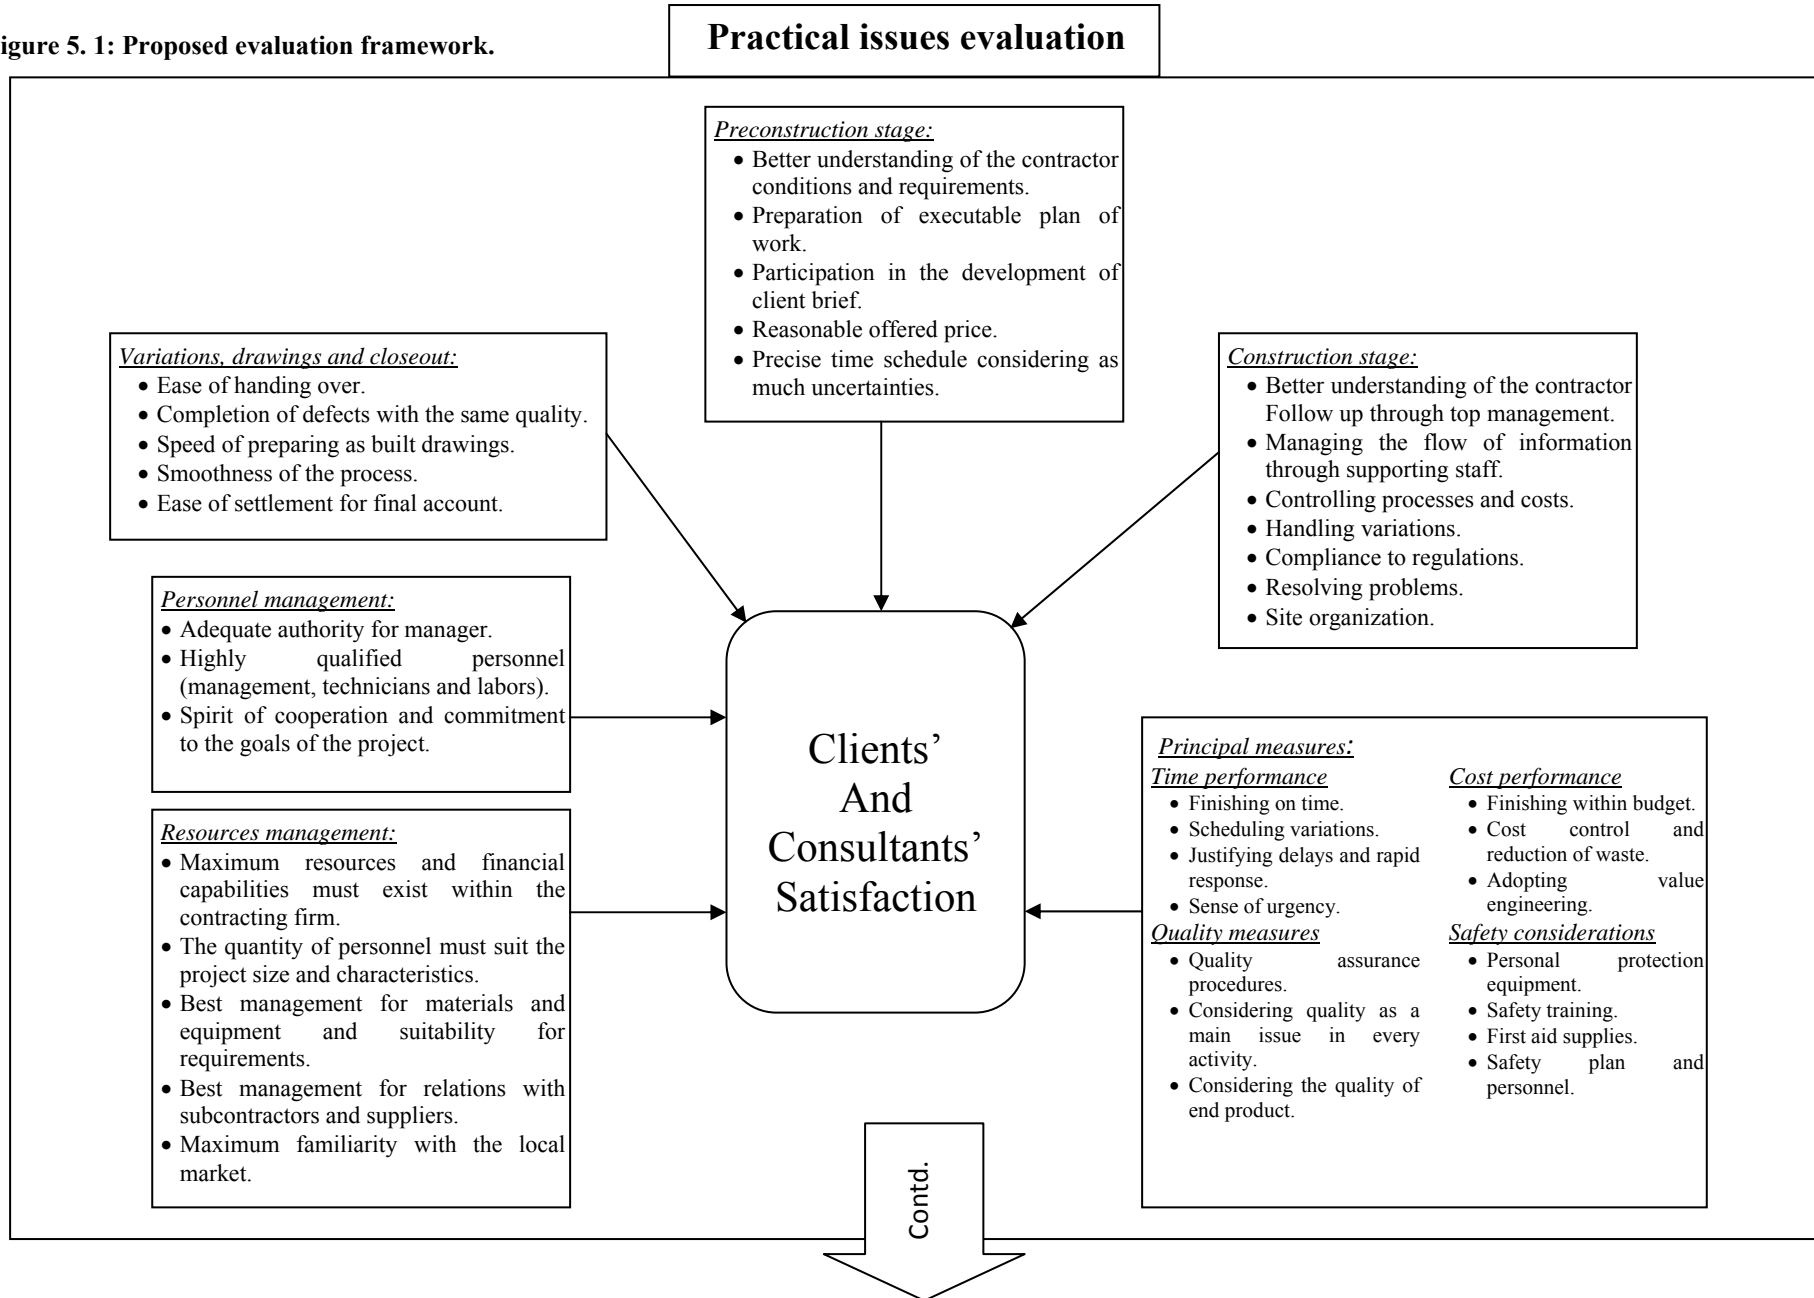 igure 5. 1: Proposed evaluation framework.
Practical issues evaluation
Preconstruction stage:
• Better understanding of the contractor
conditions and requirements.
• Preparation of executable plan of
work.
• Participation in the development of
client brief.
• Reasonable offered price.
• Precise time schedule considering as
much uncertainties.
Variations, drawings and closeout:
• Ease of handing over.
• Completion of defects with the same quality.
• Speed of preparing as built drawings.
• Smoothness of the process.
• Ease of settlement for final account.
Construction stage:
• Better understanding of the contractor
Follow up through top management.
• Managing the flow of information
through supporting staff.
• Controlling processes and costs.
• Handling variations.
• Compliance to regulations.
• Resolving problems.
• Site organization.
Personnel management:
• Adequate authority for manager.
• Highly qualified personnel
(management, technicians and labors).
• Spirit of cooperation and commitment
to the goals of the project.
Resources management:
• Maximum resources and financial
capabilities must exist within the
contracting firm.
• The quantity of personnel must suit the
project size and characteristics.
• Best management for materials and
equipment and suitability for
requirements.
• Best management for relations with
subcontractors and suppliers.
• Maximum familiarity with the local
market.
Clients’
And
Consultants’
Satisfaction
Principal measures:
Time performance
• Finishing on time.
• Scheduling variations.
• Justifying delays and rapid
response.
• Sense of urgency.
Quality measures
• Quality assurance
procedures.
• Considering quality as a
main issue in every
activity.
• Considering the quality of
end product.
Cost performance
• Finishing within budget.
• Cost control and
reduction of waste.
• Adopting value
engineering.
Safety considerations
• Personal protection
equipment.
• Safety training.
• First aid supplies.
• Safety plan and
personnel.
Contd.